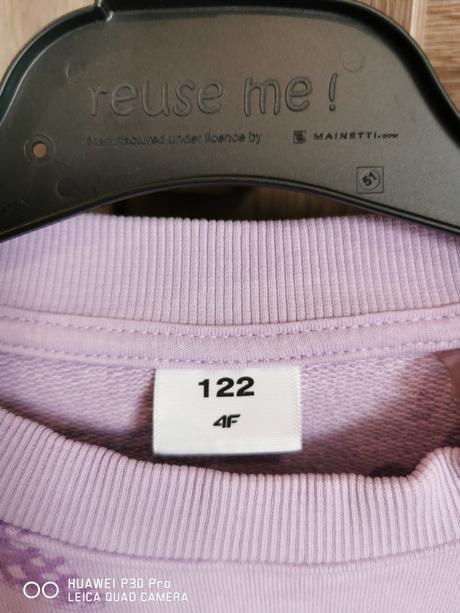 reuse me!
Manufactured under licence by MAINETTI.COM
51
122
4F
HUAWEI P30 Pro
LEICA QUAD CAMERA